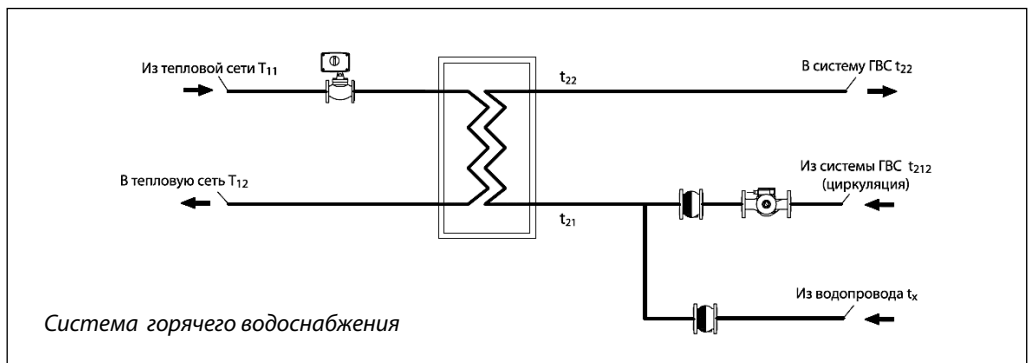 Из тепловой сети T11
t22
В систему ГВС t22
В тепловую сеть T12
t21
Из системы ГВС t212
(циркуляция)
Из водопровода tx
Система горячего водоснабжения